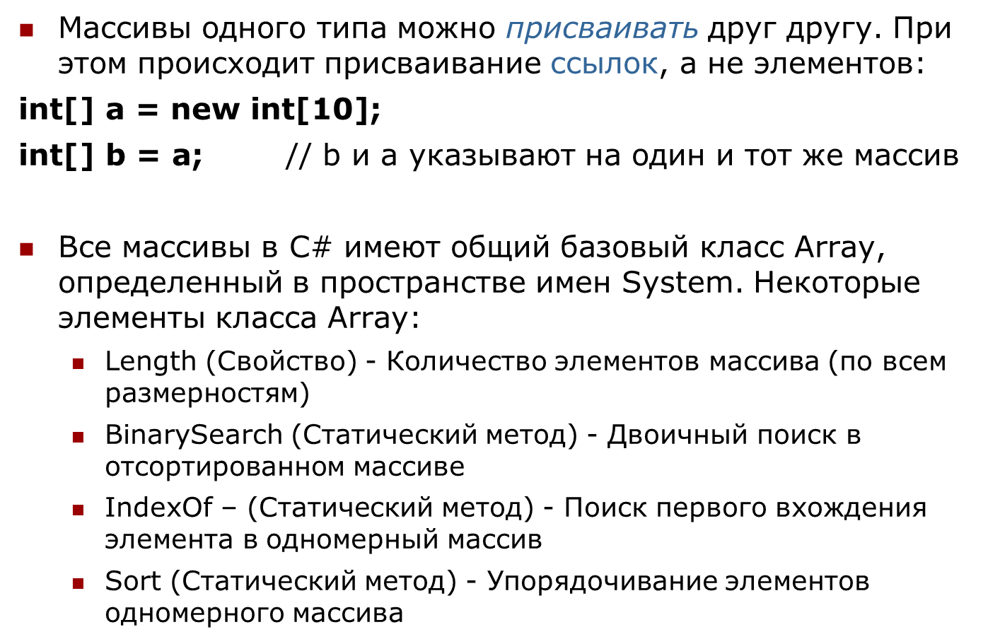 Массивы одного типа можно присваивать друг другу. При
этом происходит присваивание ссылок, а не элементов:
int[] a = new int[10];
int[] b = a; // b и a указывают на один и тот же массив
Все массивы в C# имеют общий базовый класс Array,
определенный в пространстве имен System. Некоторые
элементы класса Array:
Length (Свойство) - Количество элементов массива (по всем
размерностям)
BinarySearch (Статический метод) - Двоичный поиск в
отсортированном массиве
IndexOf – (Статический метод) - Поиск первого вхождения
элемента в одномерный массив
Sort (Статический метод) - Упорядочивание элементов
одномерного массива